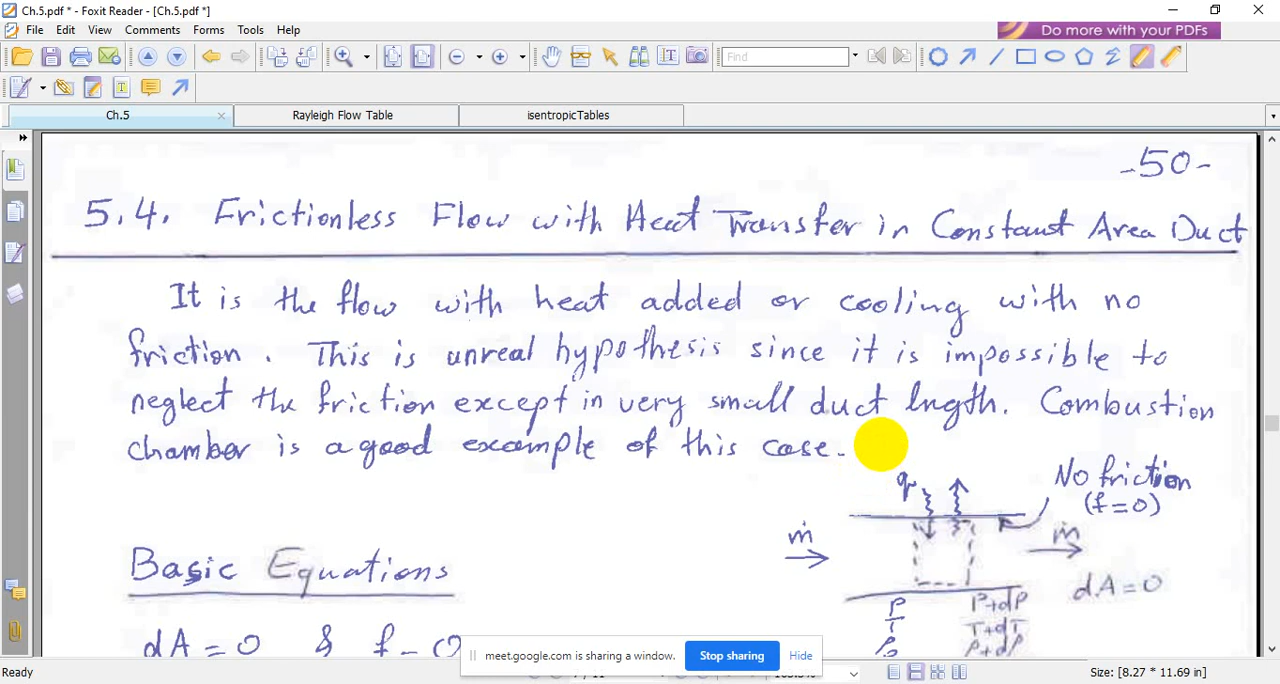 Ch.5.pdf * - Foxit Reader - [Ch.5.pdf *]
File Edit View Comments Forms Tools Help
Do more with your PDFs
Find
Ch.5 Rayleigh Flow Table isentropicTables
-50-
5.4. Frictionless Flow with Heat Transfer in Constant Area Duct
It is the flow with heat added or cooling with no
friction. This is unreal hypothesis since it is impossible to
neglect the friction except in very small duct lngth. Combustion
chamber is a good example of this case.
No friction
(f=0)
q
ṁ
ṁ
dA=0
P P+dP
T T+dT
ρ ρ+dρ
Basic Equations
dA = 0 & f = 0
meet.google.com is sharing a window. Stop sharing Hide
Ready
Size: [8.27 * 11.69 in]